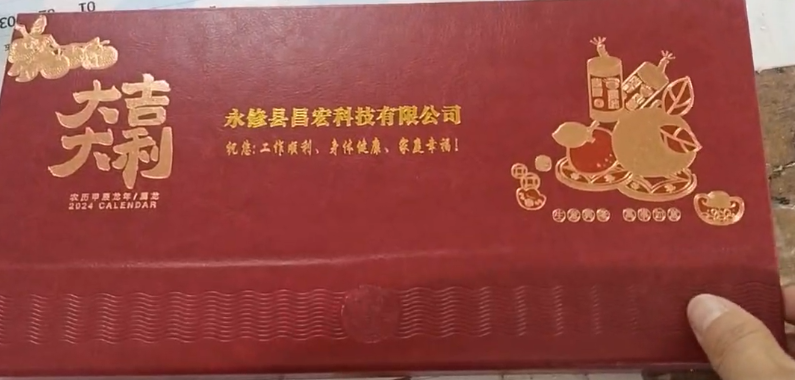 大吉
大利
农历甲辰龙年/属龙
2024 CALENDAR
永修县昌宏科技有限公司
祝您:工作顺利、身体健康、家庭幸福!